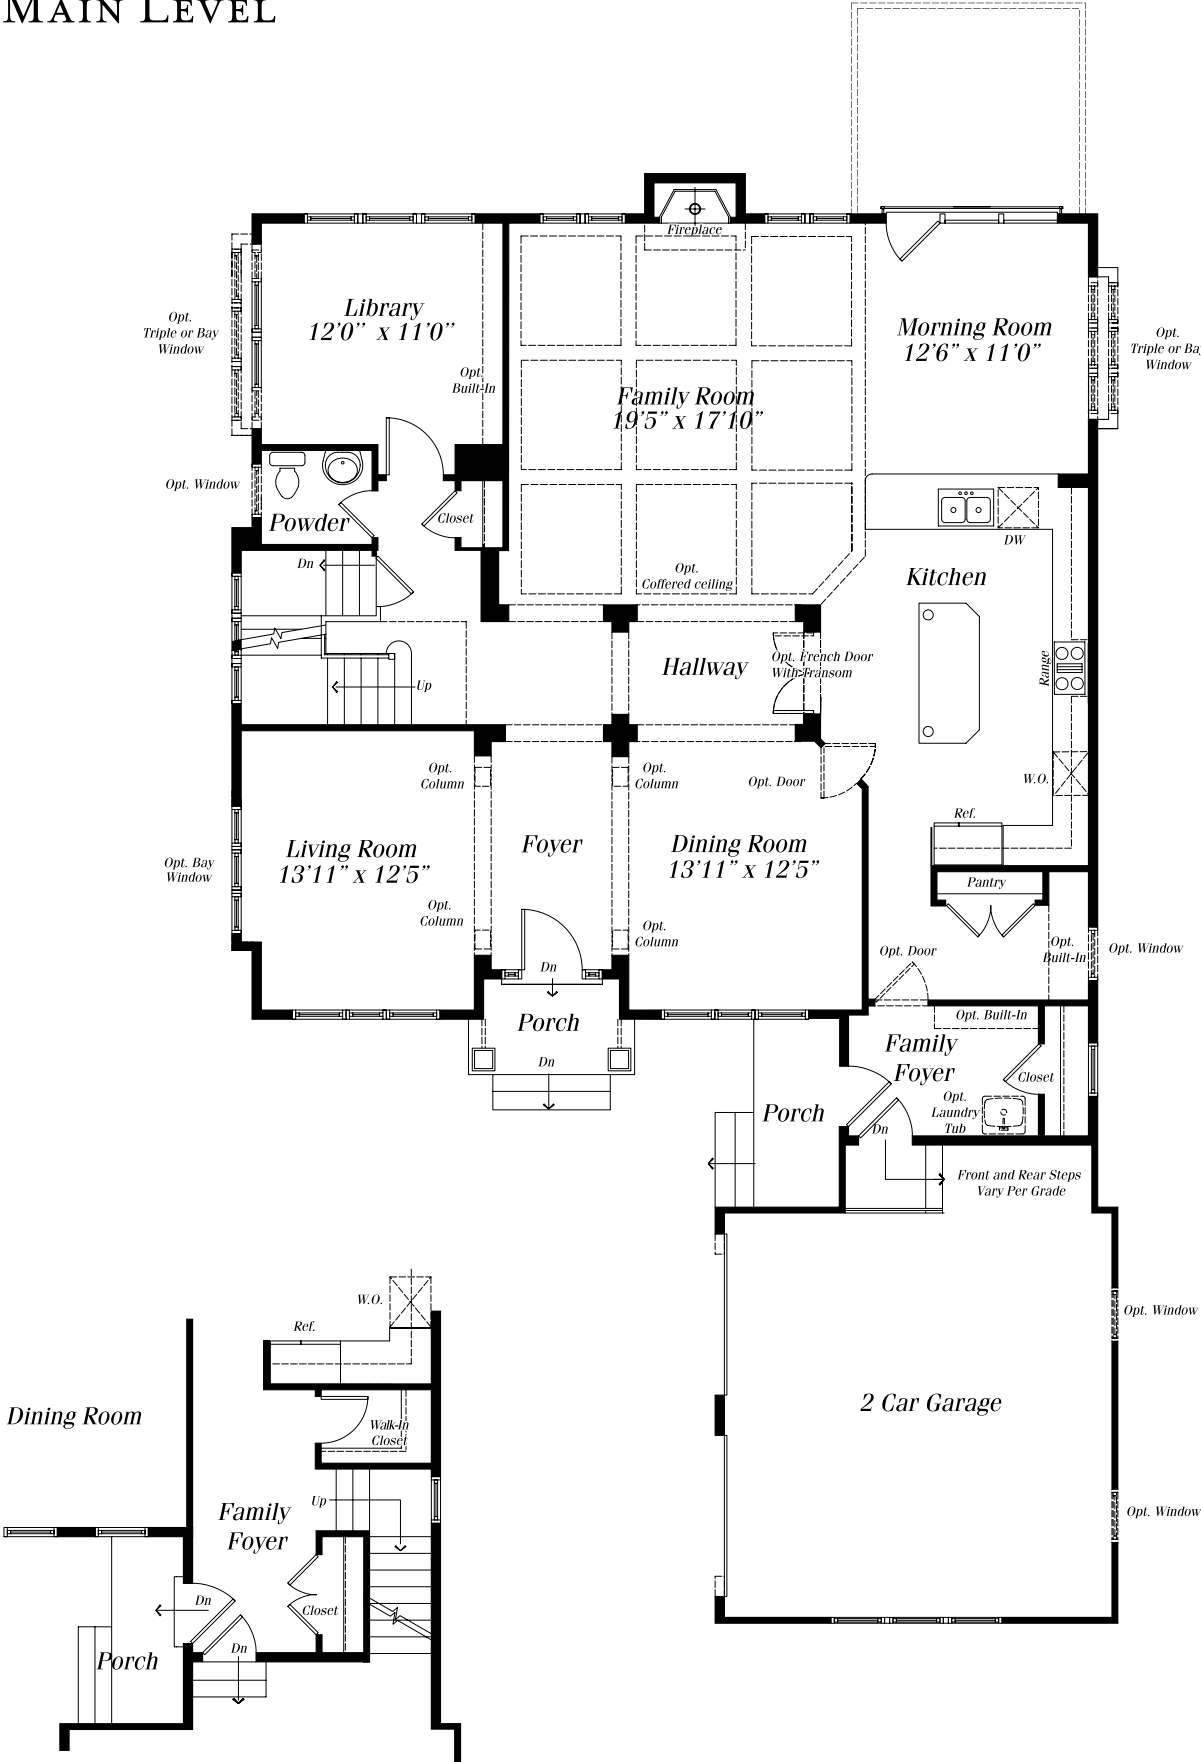 MAIN LEVEL
Fireplace
Library
12'0" x 11'0"
Opt.
Triple or Bay
Window
Opt.
Built-In
Morning Room
12'6" x 11'0"
Opt.
Triple or Ba
Window
Family Room
19'5" x 17'10"
Opt. Window
Powder
Closet
DW
Dn
Opt.
Coffered ceiling
Kitchen
Hallway
Opt. French Door
With Transom
Range
Up
Opt.
Column
Opt.
Column
Opt. Door
W.O.
Ref.
Living Room
13'11" x 12'5"
Foyer
Dining Room
13'11" x 12'5"
Opt. Bay
Window
Pantry
Opt.
Column
Opt.
Column
Opt. Door
Opt.
Built-In
Opt. Window
Dn
Porch
Dn
Opt. Built-In
Family
Foyer
Closet
Opt.
Laundry
Tub
Porch
Dn
Front and Rear Steps
Vary Per Grade
2 Car Garage
Opt. Window
Opt. Window
W.O.
Ref.
Dining Room
Walk-In
Closet
Family
Foyer
Up
Dn
Closet
Dn
Porch